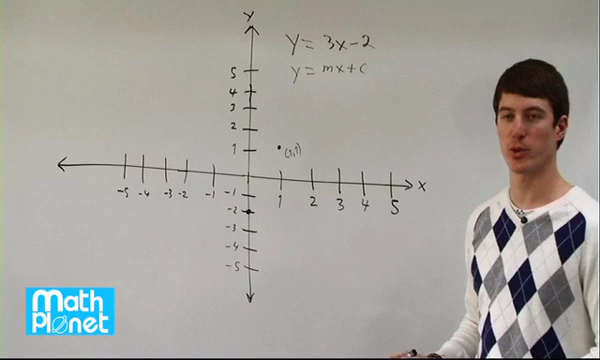 y
y = 3x - 2
y = mx + c
5
4
3
2
1
(1,1)
-5 -4 -3 -2 -1 1 2 3 4 5 x
-1
-2
-3
-4
-5
Math
Planet